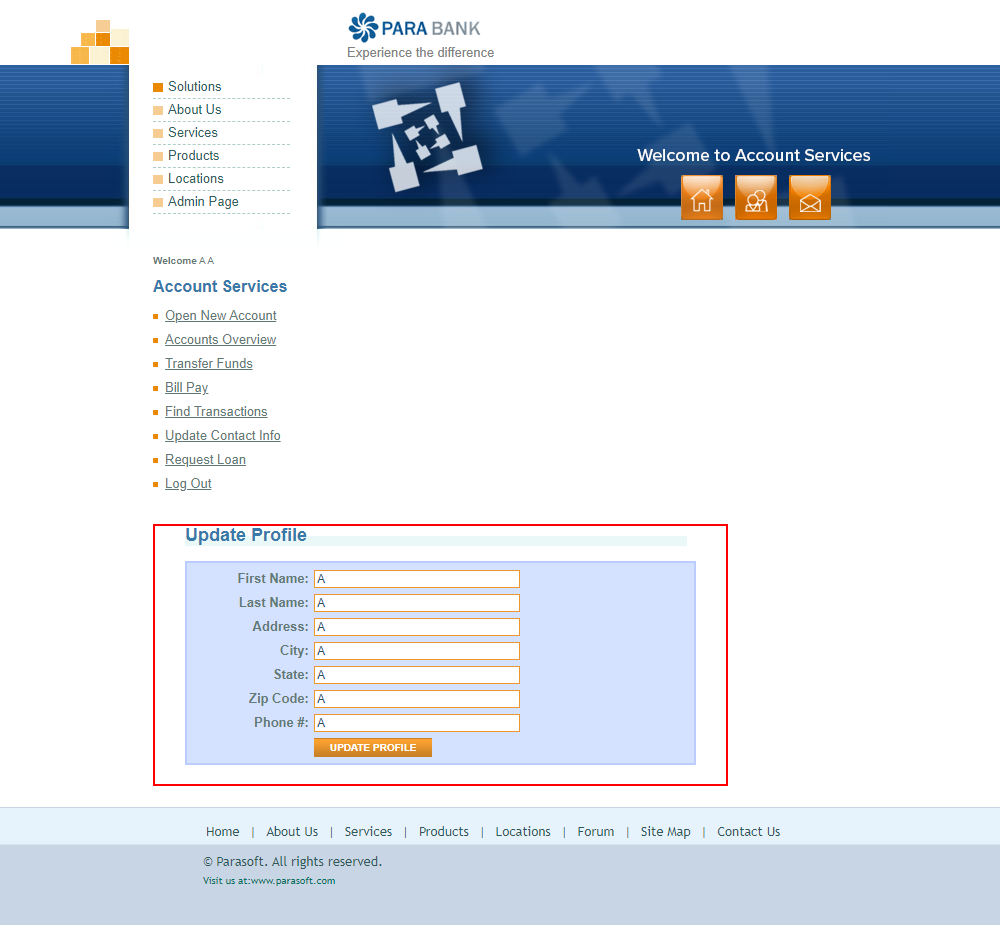 PARA BANK
Experience the difference
Solutions
About Us
Services
Products
Locations
Admin Page
Welcome to Account Services
Welcome A A
Account Services
Open New Account
Accounts Overview
Transfer Funds
Bill Pay
Find Transactions
Update Contact Info
Request Loan
Log Out
Update Profile
First Name: A
Last Name: A
Address: A
City: A
State: A
Zip Code: A
Phone #: A
UPDATE PROFILE
Home | About Us | Services | Products | Locations | Forum | Site Map | Contact Us
© Parasoft. All rights reserved.
Visit us at:www.parasoft.com